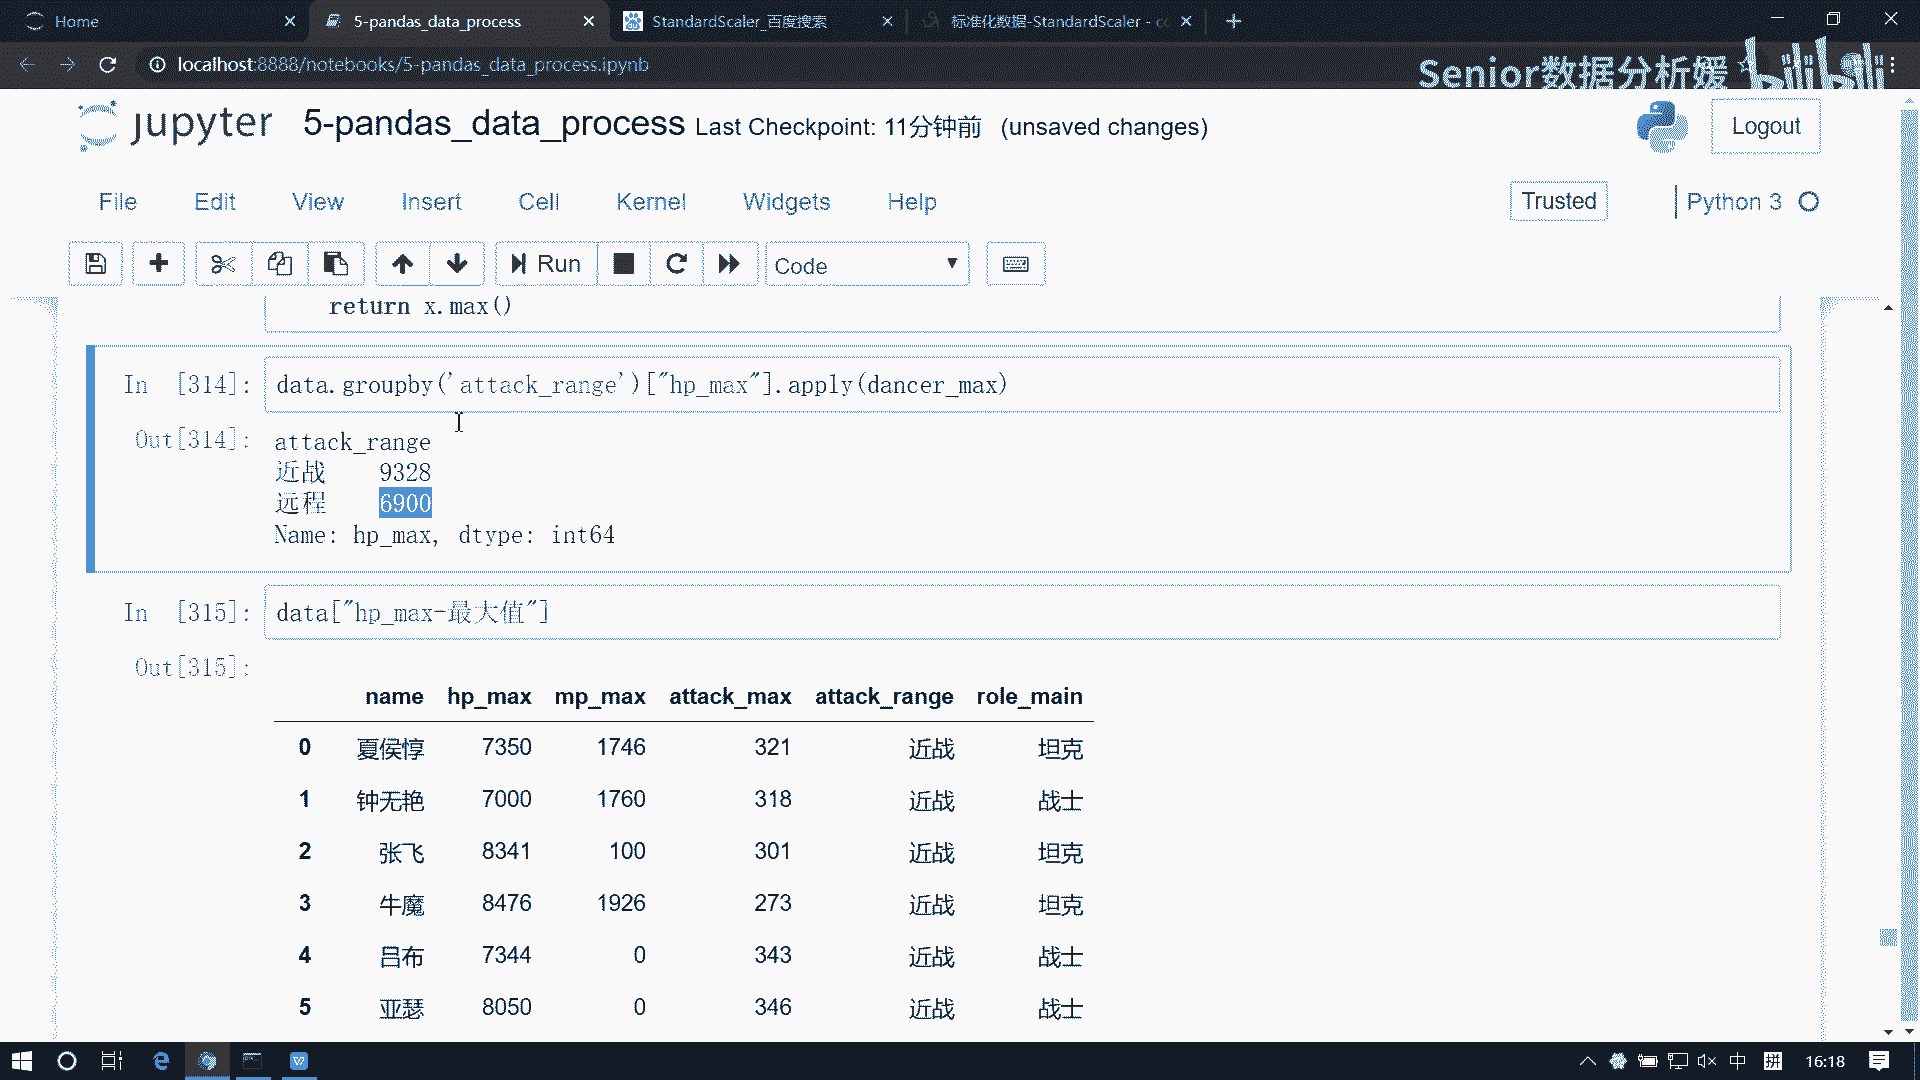 Home
5-pandas_data_process
StandardScaler_百度搜索
标准化数据-StandardScaler - cc
localhost:8888/notebooks/5-pandas_data_process.ipynb
Senior数据分析媛 bilibili
jupyter 5-pandas_data_process Last Checkpoint: 11分钟前 (unsaved changes)
Logout
File Edit View Insert Cell Kernel Widgets Help
Trusted
Python 3
Run
Code
return x.max()
In [314]: data.groupby('attack_range')["hp_max"].apply(dancer_max)
Out[314]: attack_range
近战 9328
远程 6900
Name: hp_max, dtype: int64
In [315]: data["hp_max-最大值"]
Out[315]:
name hp_max mp_max attack_max attack_range role_main
0 夏侯惇 7350 1746 321 近战 坦克
1 钟无艳 7000 1760 318 近战 战士
2 张飞 8341 100 301 近战 坦克
3 牛魔 8476 1926 273 近战 坦克
4 吕布 7344 0 343 近战 战士
5 亚瑟 8050 0 346 近战 战士
中 拼 16:18